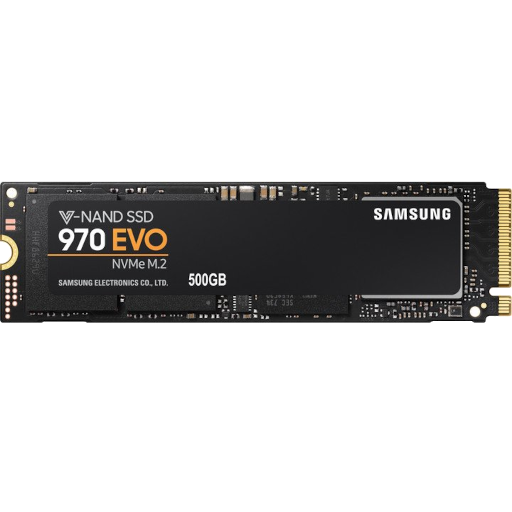 V-NAND SSD
970 EVO
NVMe M.2
SAMSUNG ELECTRONICS CO., LTD.
500GB
SAMSUNG